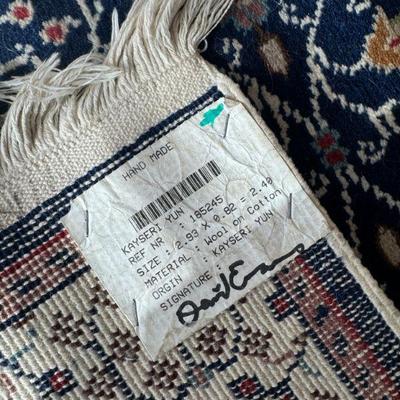 HAND MADE
KAYSERI YUN
REF NR : 185245
SIZE : 2.93 X 0.82 = 2.40
MATERIAL : Wool on Cotton
ORGIN : KAYSERI YUN
SIGNATURE :